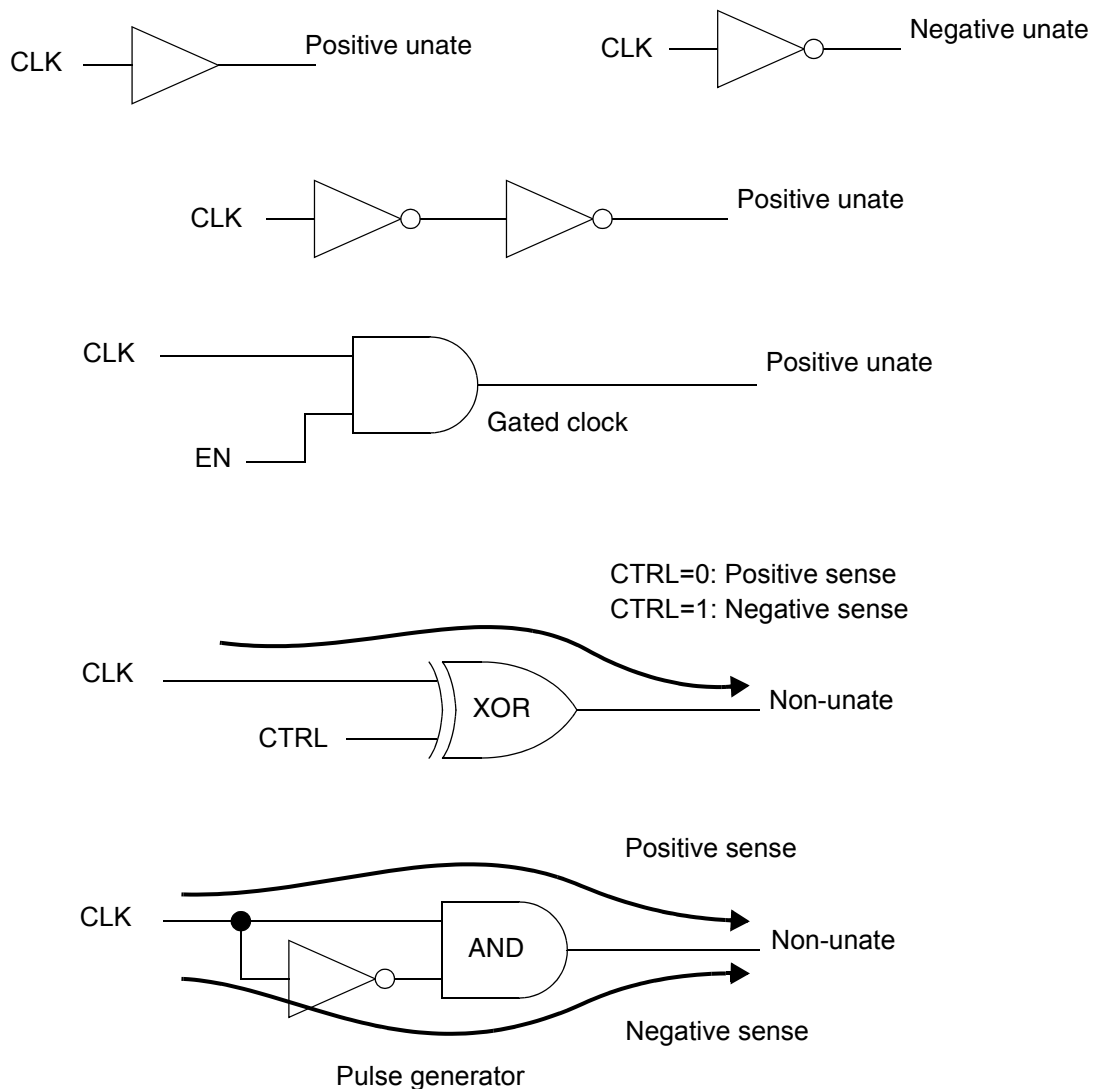 CLK
Positive unate
CLK
Negative unate
CLK
Positive unate
CLK
EN
Gated clock
Positive unate
CTRL=0: Positive sense
CTRL=1: Negative sense
CLK
CTRL
XOR
Non-unate
Positive sense
CLK
AND
Non-unate
Negative sense
Pulse generator